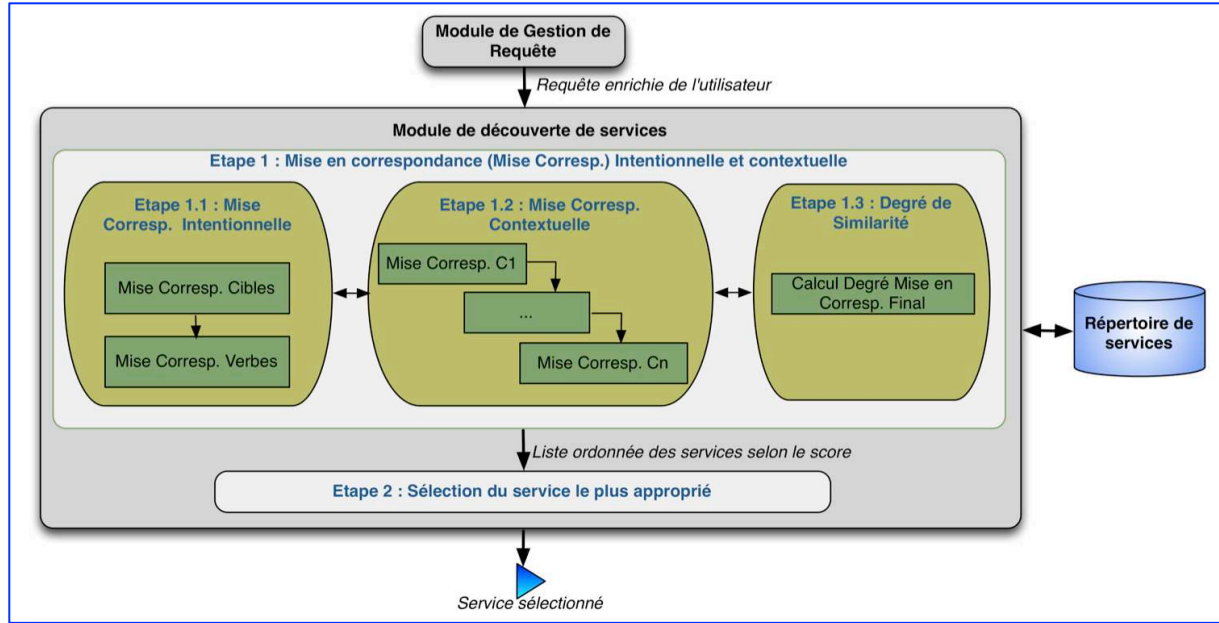 Module de Gestion de
Requête
Requête enrichie de l'utilisateur
Module de découverte de services
Etape 1 : Mise en correspondance (Mise Corresp.) Intentionnelle et contextuelle
Etape 1.1 : Mise
Corresp. Intentionnelle
Mise Corresp. Cibles
Mise Corresp. Verbes
Etape 1.2 : Mise Corresp.
Contextuelle
Mise Corresp. C1
...
Mise Corresp. Cn
Etape 1.3 : Degré de
Similarité
Calcul Degré Mise en
Corresp. Final
Répertoire de
services
Liste ordonnée des services selon le score
Etape 2 : Sélection du service le plus approprié
Service sélectionné